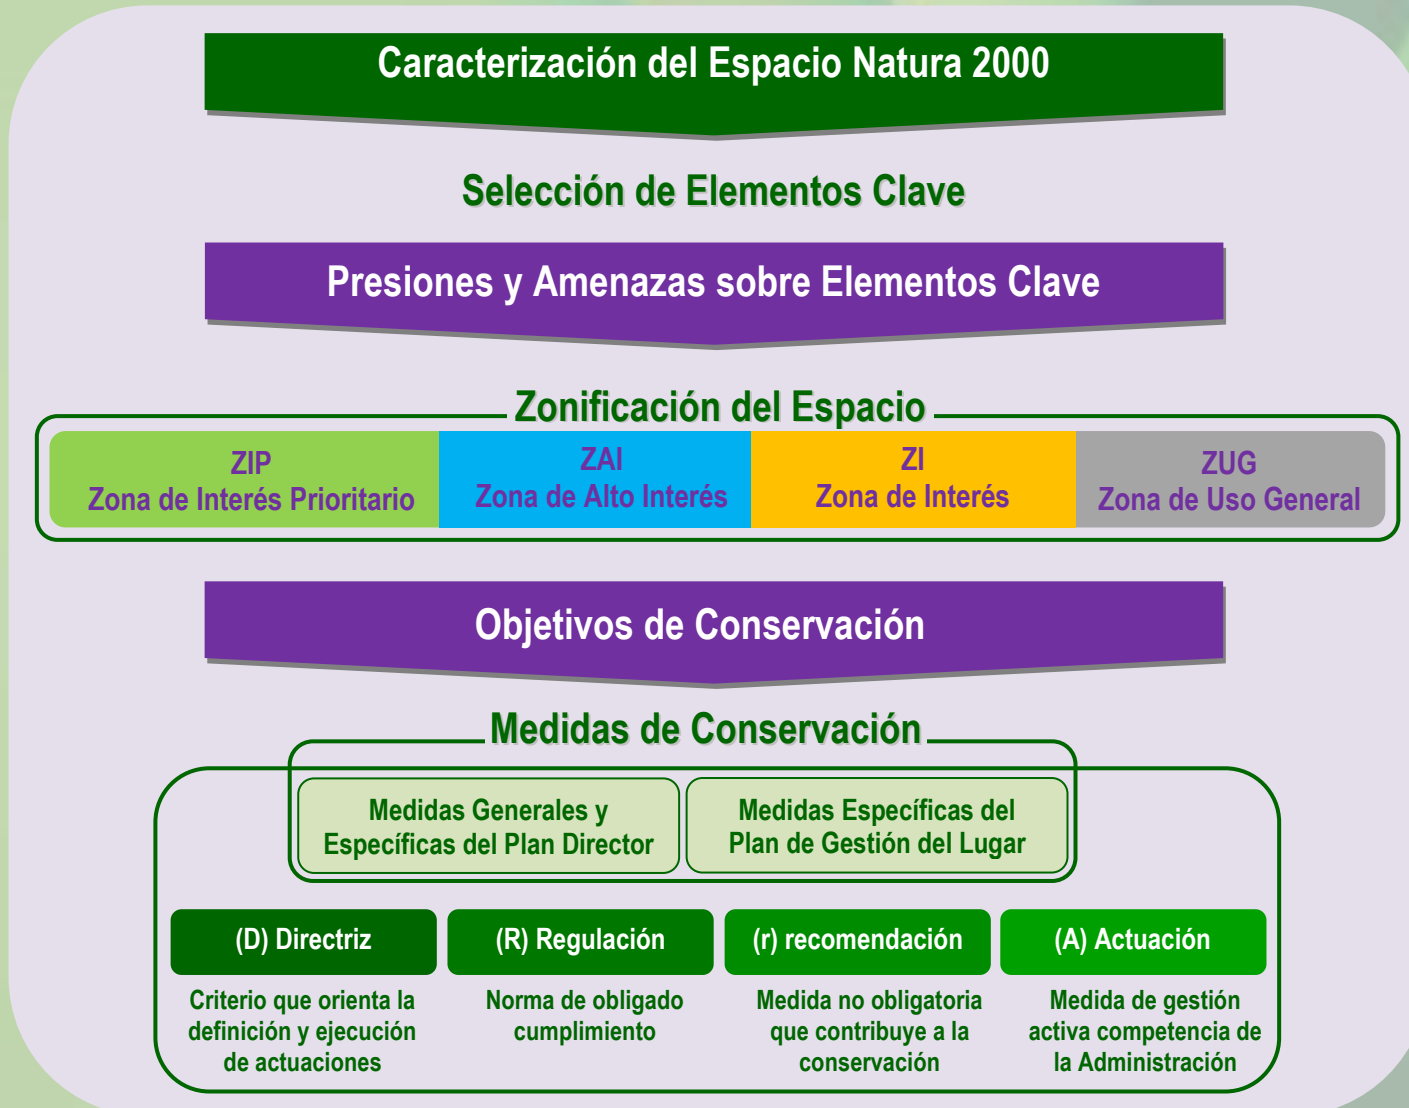 Caracterización del Espacio Natura 2000
Selección de Elementos Clave
Presiones y Amenazas sobre Elementos Clave
Zonificación del Espacio
ZIP
Zona de Interés Prioritario
ZAI
Zona de Alto Interés
ZI
Zona de Interés
ZUG
Zona de Uso General
Objetivos de Conservación
Medidas de Conservación
Medidas Generales y
Específicas del Plan Director
Medidas Específicas del
Plan de Gestión del Lugar
(D) Directriz
Criterio que orienta la
definición y ejecución
de actuaciones
(R) Regulación
Norma de obligado
cumplimiento
(r) recomendación
Medida no obligatoria
que contribuye a la
conservación
(A) Actuación
Medida de gestión
activa competencia de
la Administración